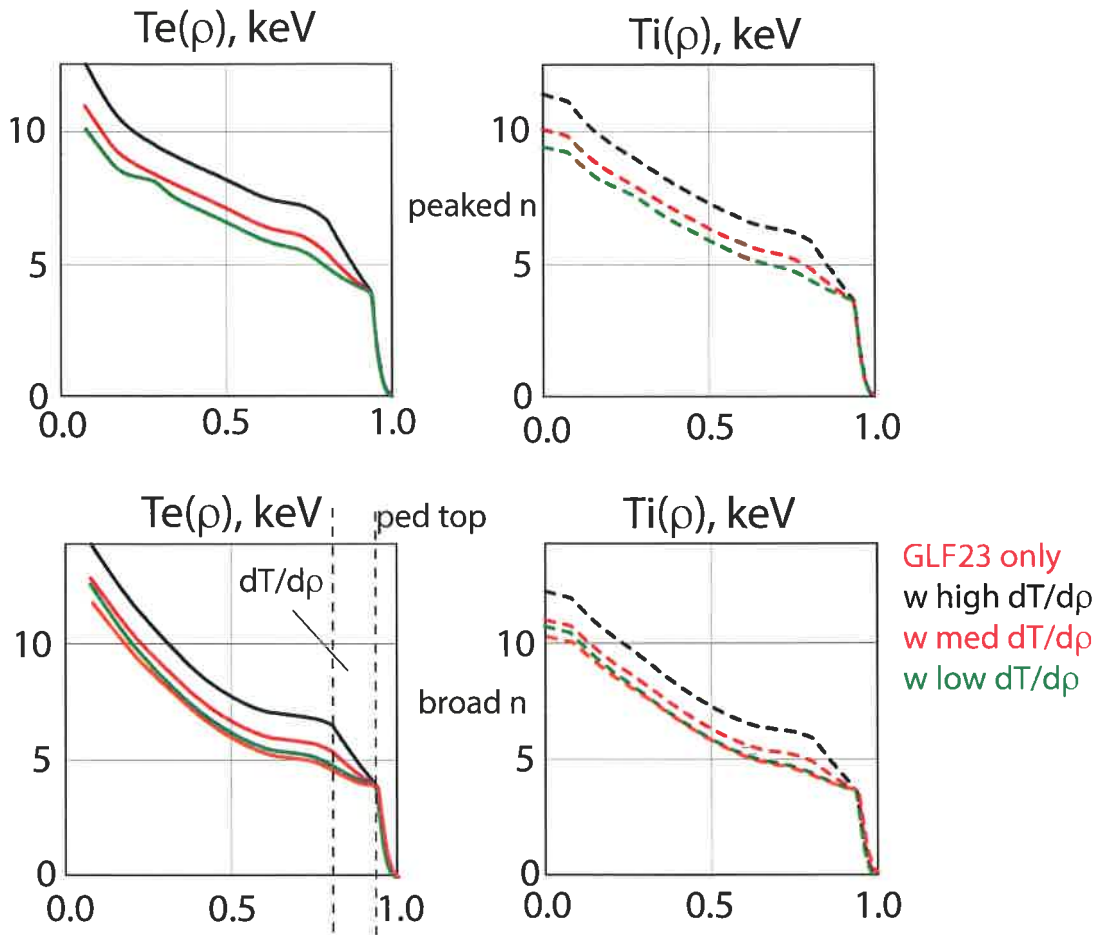 Te(ρ), keV
Ti(ρ), keV
10
5
0
0.0
0.5
1.0
peaked n
10
5
0
0.0
0.5
1.0
Te(ρ), keV
ped top
Ti(ρ), keV
dT/dρ
10
5
0
0.0
0.5
1.0
broad n
10
5
0
0.0
0.5
1.0
GLF23 only
w high dT/dρ
w med dT/dρ
w low dT/dρ